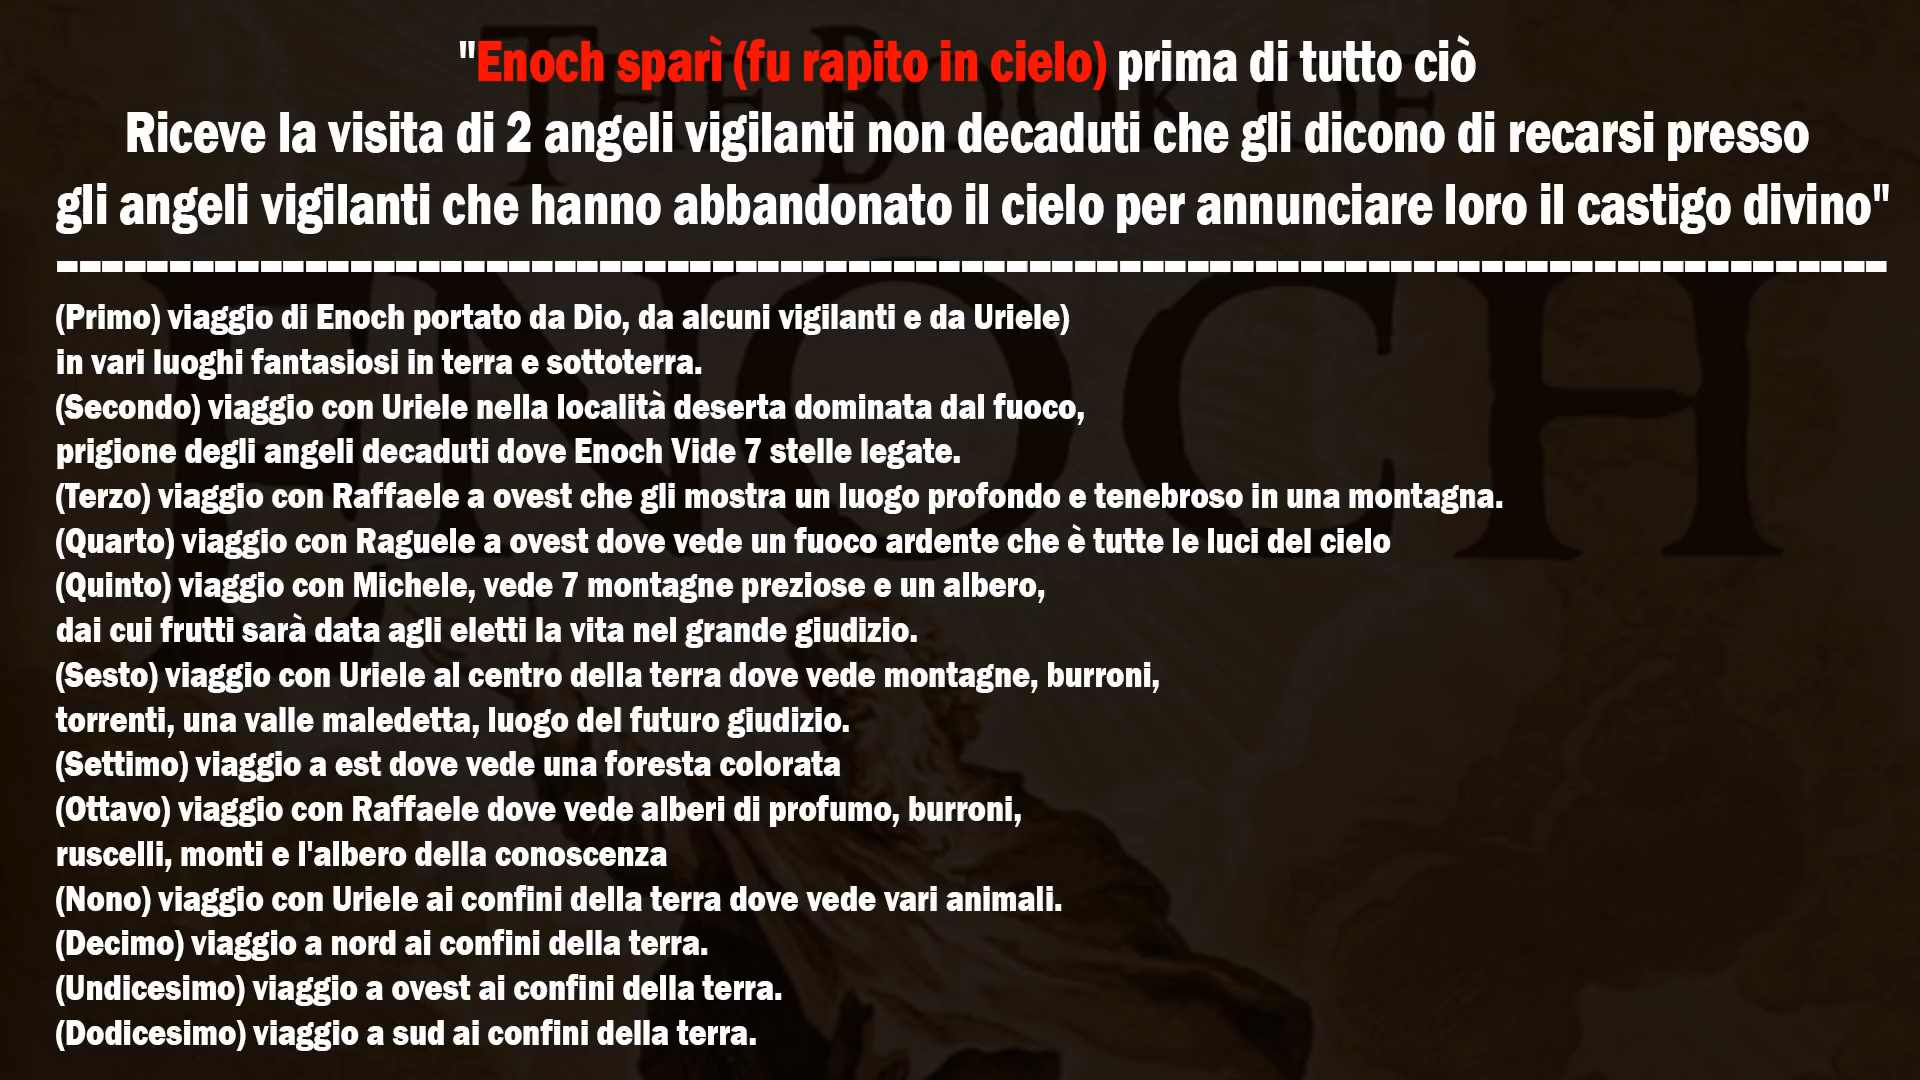 THE BOOK OF
ENOCH
"Enoch sparì (fu rapito in cielo) prima di tutto ciò
Riceve la visita di 2 angeli vigilanti non decaduti che gli dicono di recarsi presso
gli angeli vigilanti che hanno abbandonato il cielo per annunciare loro il castigo divino"
(Primo) viaggio di Enoch portato da Dio, da alcuni vigilanti e da Uriele)
in vari luoghi fantasiosi in terra e sottoterra.
(Secondo) viaggio con Uriele nella località deserta dominata dal fuoco,
prigione degli angeli decaduti dove Enoch Vide 7 stelle legate.
(Terzo) viaggio con Raffaele a ovest che gli mostra un luogo profondo e tenebroso in una montagna.
(Quarto) viaggio con Raguele a ovest dove vede un fuoco ardente che è tutte le luci del cielo
(Quinto) viaggio con Michele, vede 7 montagne preziose e un albero,
dai cui frutti sarà data agli eletti la vita nel grande giudizio.
(Sesto) viaggio con Uriele al centro della terra dove vede montagne, burroni,
torrenti, una valle maledetta, luogo del futuro giudizio.
(Settimo) viaggio a est dove vede una foresta colorata
(Ottavo) viaggio con Raffaele dove vede alberi di profumo, burroni,
ruscelli, monti e l'albero della conoscenza
(Nono) viaggio con Uriele ai confini della terra dove vede vari animali.
(Decimo) viaggio a nord ai confini della terra.
(Undicesimo) viaggio a ovest ai confini della terra.
(Dodicesimo) viaggio a sud ai confini della terra.